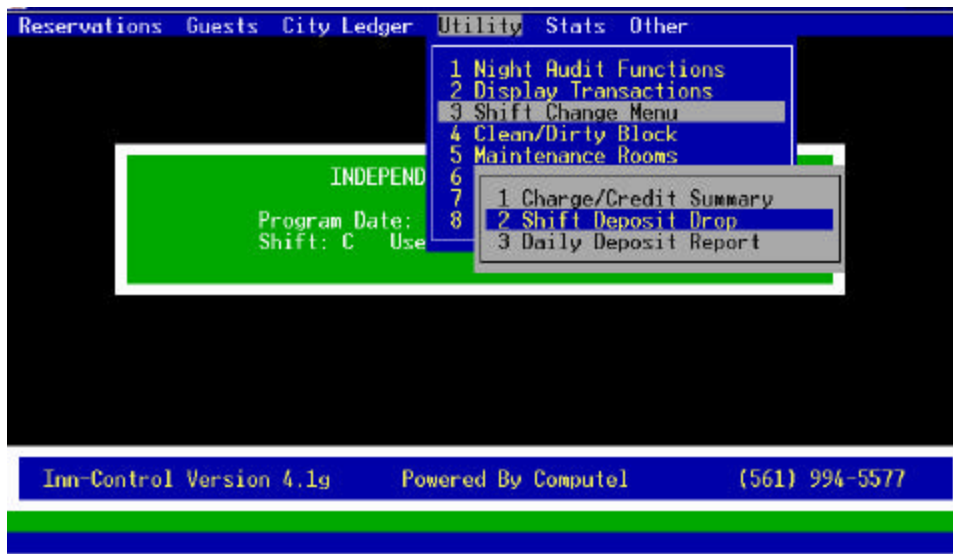 Reservations Guests City Ledger Utility Stats Other
1 Night Audit Functions
2 Display Transactions
3 Shift Change Menu
4 Clean/Dirty Block
5 Maintenance Rooms
6
7
8
1 Charge/Credit Summary
2 Shift Deposit Drop
3 Daily Deposit Report
INDEPEND
Program Date:
Shift: C Use
Inn-Control Version 4.1g Powered By Computel (561) 994-5577